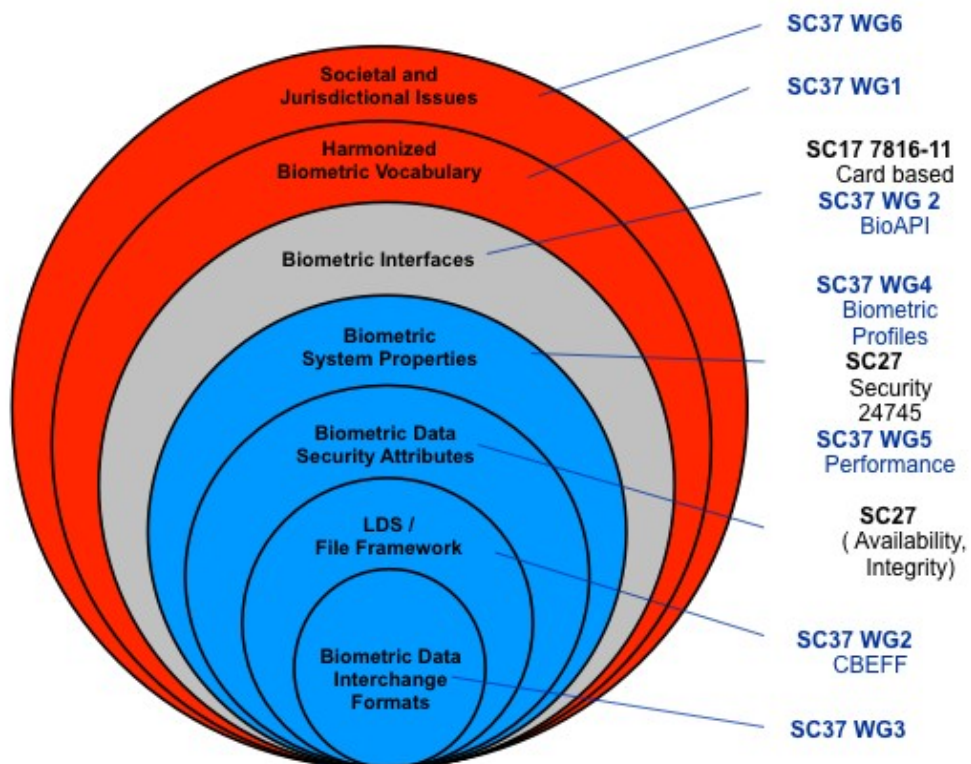 Societal and
Jurisdictional Issues
Harmonized
Biometric Vocabulary
Biometric Interfaces
Biometric
System Properties
Biometric Data
Security Attributes
LDS /
File Framework
Biometric Data
Interchange
Formats
SC37 WG6
SC37 WG1
SC17 7816-11
Card based
SC37 WG 2
BioAPI
SC37 WG4
Biometric
Profiles
SC27
Security
24745
SC37 WG5
Performance
SC27
( Availability,
Integrity)
SC37 WG2
CBEFF
SC37 WG3